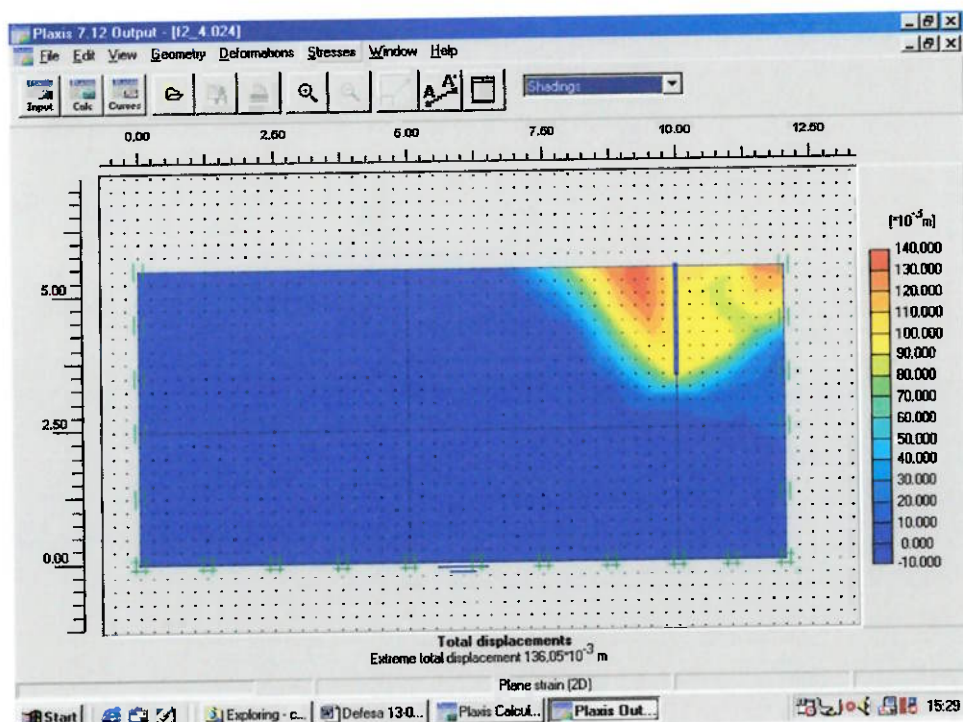 Plaxis 7.12 Output - [f2_4.024]
File Edit View Geometry Deformations Stresses Window Help
Input Calc Curves A A' Shadings
0.00 2.50 5.00 7.50 10.00 12.50
[*10⁻³m]
140.000
130.000
120.000
110.000
100.000
90.000
80.000
70.000
60.000
50.000
40.000
30.000
20.000
10.000
0.000
-10.000
5.00
2.50
0.00
Total displacements
Extreme total displacement 136,05*10⁻³ m
Plane strain (2D)
Start Exploring - c... Defesa 13-0... Plaxis Calcul... Plaxis Out... 15:29